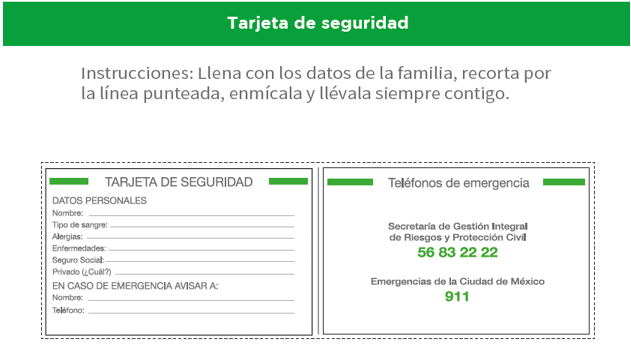 Tarjeta de seguridad
Instrucciones: Llena con los datos de la familia, recorta por
la línea punteada, enmícala y llévala siempre contigo.
TARJETA DE SEGURIDAD
DATOS PERSONALES
Nombre:
Tipo de sangre:
Alergias:
Enfermedades:
Seguro Social:
Privado (¿Cuál?)
EN CASO DE EMERGENCIA AVISAR A:
Nombre:
Teléfono:
Teléfonos de emergencia
Secretaría de Gestión Integral
de Riesgos y Protección Civil
56 83 22 22
Emergencias de la Ciudad de México
911